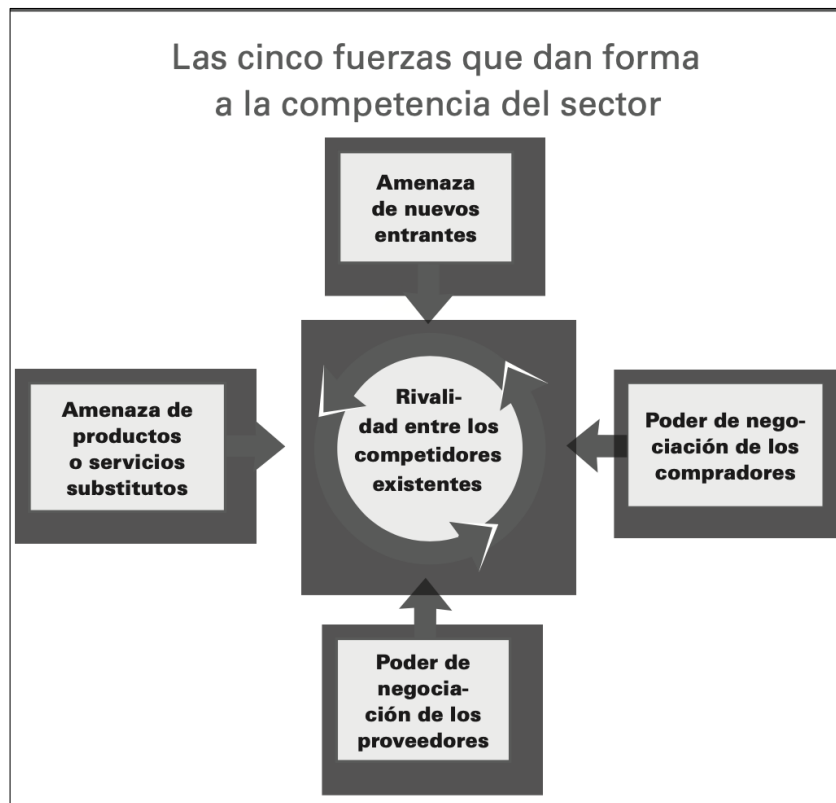 Las cinco fuerzas que dan forma
a la competencia del sector
Amenaza
de nuevos
entrantes
Amenaza de
productos
o servicios
substitutos
Rivali-
dad entre los
competidores
existentes
Poder de nego-
ciación de los
compradores
Poder de
negocia-
ción de los
proveedores